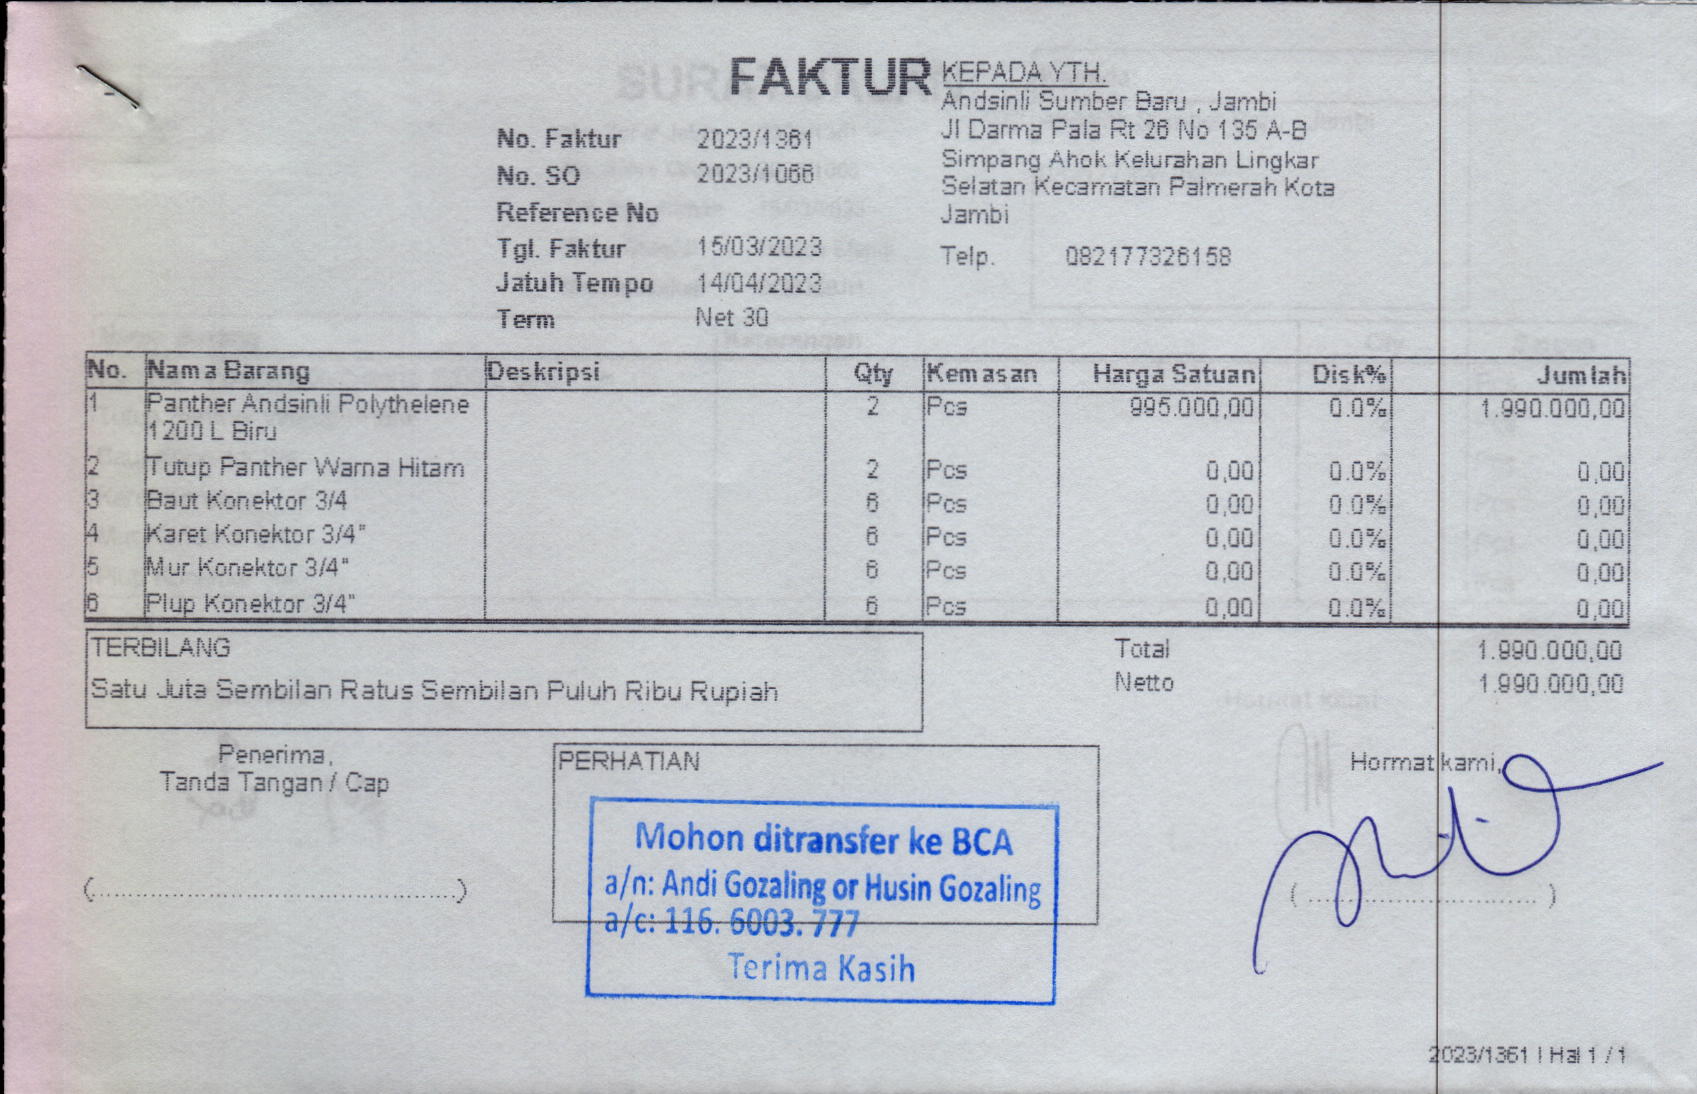 FAKTUR
KEPADA YTH.
Andsinli Sumber Baru , Jambi
Jl Darma Pala Rt 26 No 135 A-B
Simpang Ahok Kelurahan Lingkar
Selatan Kecamatan Palmerah Kota
Jambi
Telp. 082177326158
No. Faktur 2023/1361
No. SO 2023/1066
Reference No
Tgl. Faktur 15/03/2023
Jatuh Tempo 14/04/2023
Term Net 30
No. Nama Barang Deskripsi Qty Kemasan Harga Satuan Disk% Jumlah
1 Panther Andsinli Polythelene 2 Pcs 995.000,00 0.0% 1.990.000,00
1200 L Biru
2 Tutup Panther Warna Hitam 2 Pcs 0,00 0.0% 0,00
3 Baut Konektor 3/4 6 Pcs 0,00 0.0% 0,00
4 Karet Konektor 3/4" 6 Pcs 0,00 0.0% 0,00
5 Mur Konektor 3/4" 6 Pcs 0,00 0.0% 0,00
6 Plup Konektor 3/4" 6 Pcs 0,00 0.0% 0,00
TERBILANG
Satu Juta Sembilan Ratus Sembilan Puluh Ribu Rupiah
Total 1.990.000,00
Netto 1.990.000,00
Penerima,
Tanda Tangan / Cap
(........................................)
PERHATIAN
Mohon ditransfer ke BCA
a/n: Andi Gozaling or Husin Gozaling
a/c: 116. 6003. 777
Terima Kasih
Hormat kami,
(..............................)
2023/1361 | Hal 1 / 1